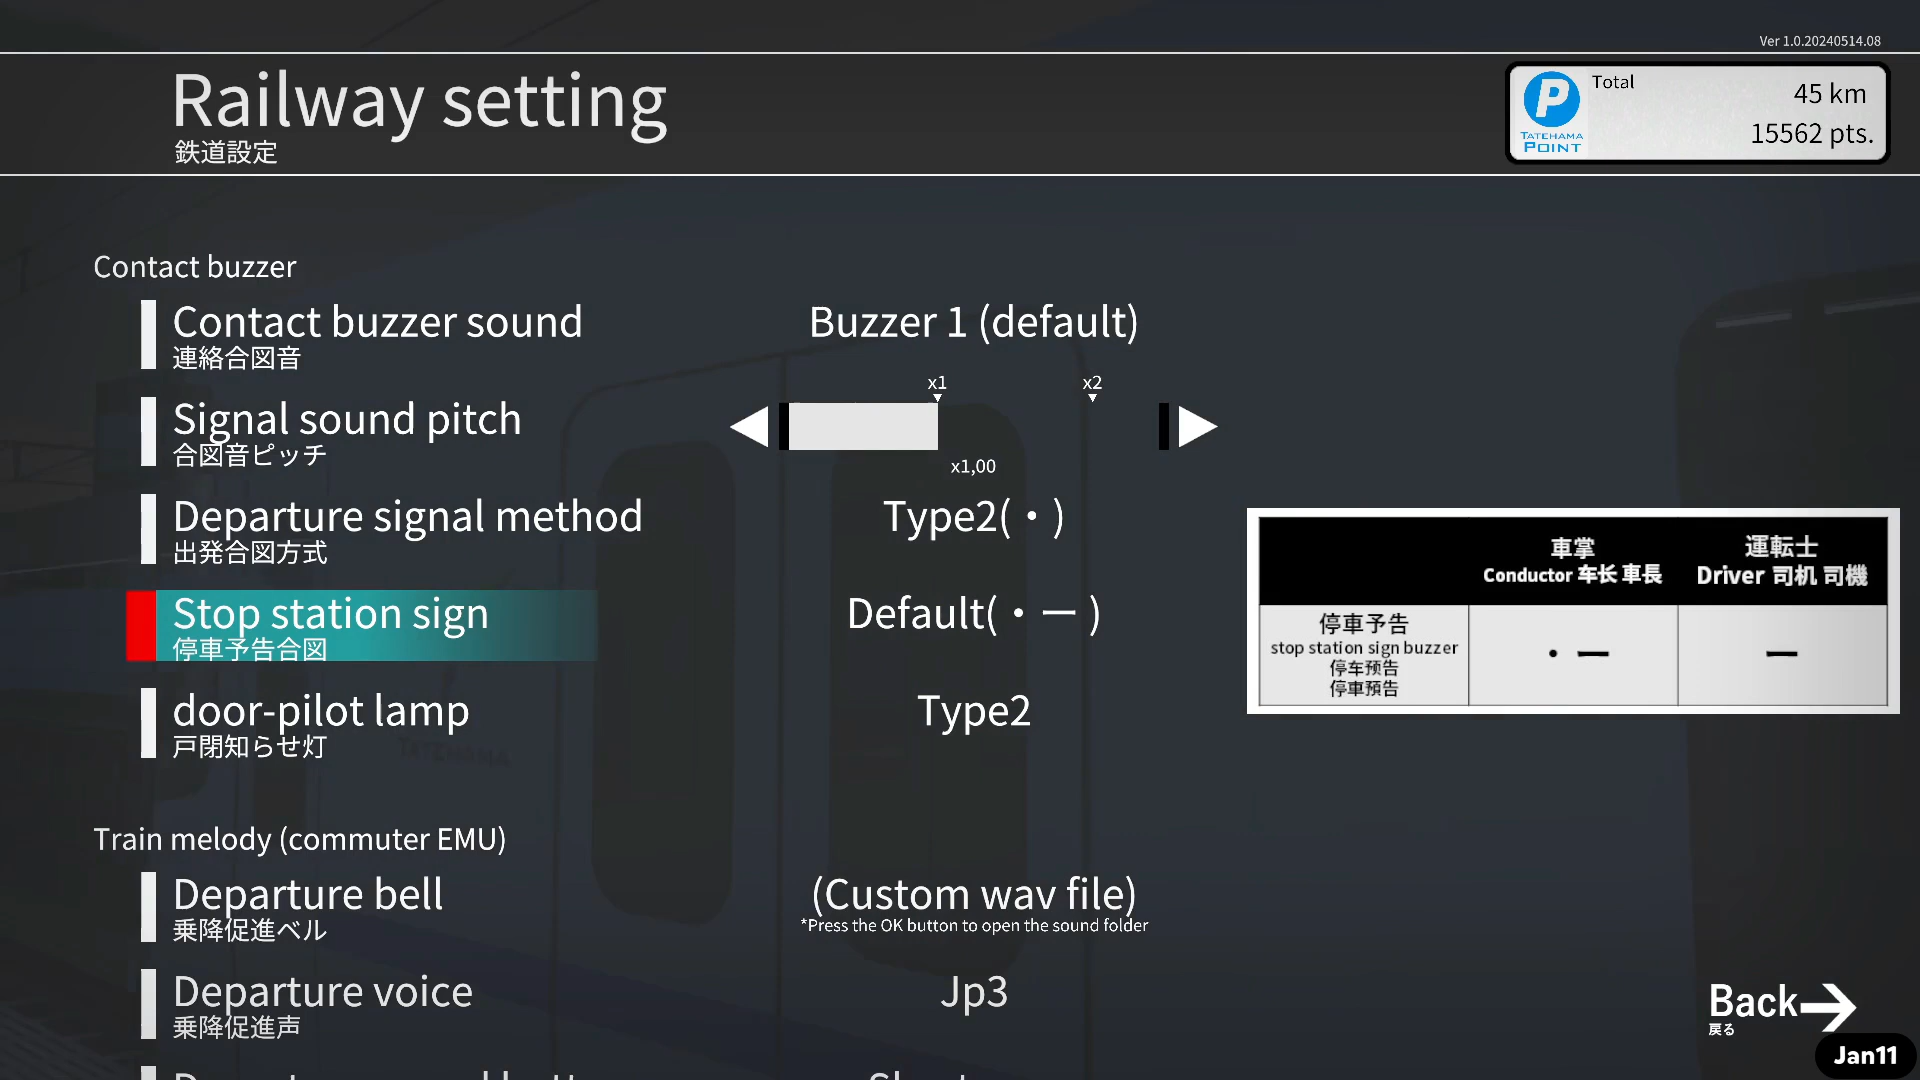 Ver 1.0.20240514.08
Railway setting
鉄道設定
P
TATEHAMA
POINT
Total
45 km
15562 pts.
Contact buzzer
Contact buzzer sound
連絡合図音
Buzzer 1 (default)
Signal sound pitch
合図音ピッチ
x1
x2
x1,00
Departure signal method
出発合図方式
Type2(・)
Stop station sign
停車予告合図
Default(・ー )
車掌
Conductor 车长 車長
運転士
Driver 司机 司機
停車予告
stop station sign buzzer
停车预告
停車預告
・ ー
ー
door-pilot lamp
戸閉知らせ灯
Type2
TATEHAMA
Train melody (commuter EMU)
Departure bell
乗降促進ベル
(Custom wav file)
*Press the OK button to open the sound folder
Departure voice
乗降促進声
Jp3
Back
戻る
Jan11